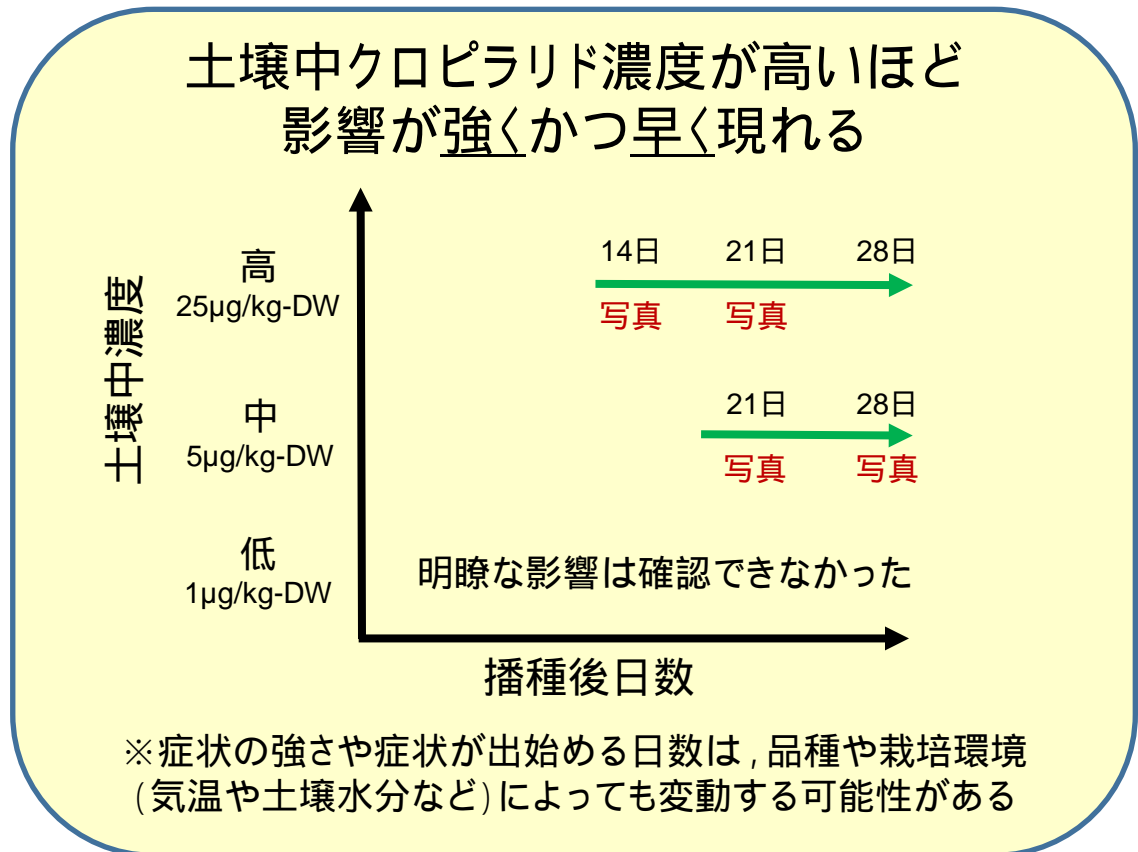 土壌中クロピラリド濃度が高いほど
影響が強くかつ早く現れる
土壌中濃度
高
25µg/kg-DW
14日 21日 28日
写真 写真
中
5µg/kg-DW
21日 28日
写真 写真
低
1µg/kg-DW
明瞭な影響は確認できなかった
播種後日数
※症状の強さや症状が出始める日数は,品種や栽培環境
(気温や土壌水分など)によっても変動する可能性がある